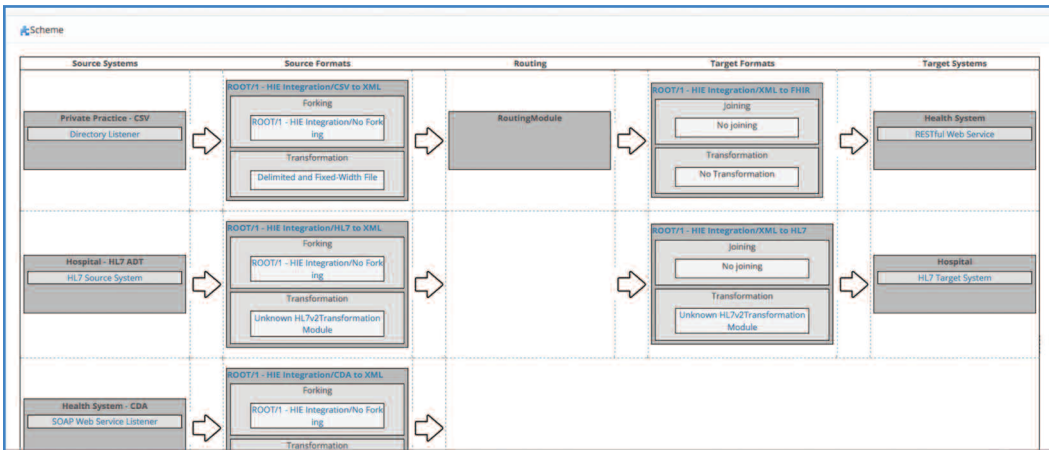 Scheme
Source Systems
Source Formats
Routing
Target Formats
Target Systems
Private Practice - CSV
Directory Listener
ROOT/1 - HIE Integration/CSV to XML
Forking
ROOT/1 - HIE Integration/No Fork
ing
Transformation
Delimited and Fixed-Width File
RoutingModule
ROOT/1 - HIE Integration/XML to FHIR
Joining
No joining
Transformation
No Transformation
Health System
RESTful Web Service
Hospital - HL7 ADT
HL7 Source System
ROOT/1 - HIE Integration/HL7 to XML
Forking
ROOT/1 - HIE Integration/No Fork
ing
Transformation
Unknown HL7v2Transformation
Module
ROOT/1 - HIE Integration/XML to HL7
Joining
No joining
Transformation
Unknown HL7v2Transformation
Module
Hospital
HL7 Target System
Health System - CDA
SOAP Web Service Listener
ROOT/1 - HIE Integration/CDA to XML
Forking
ROOT/1 - HIE Integration/No Fork
ing
Transformation